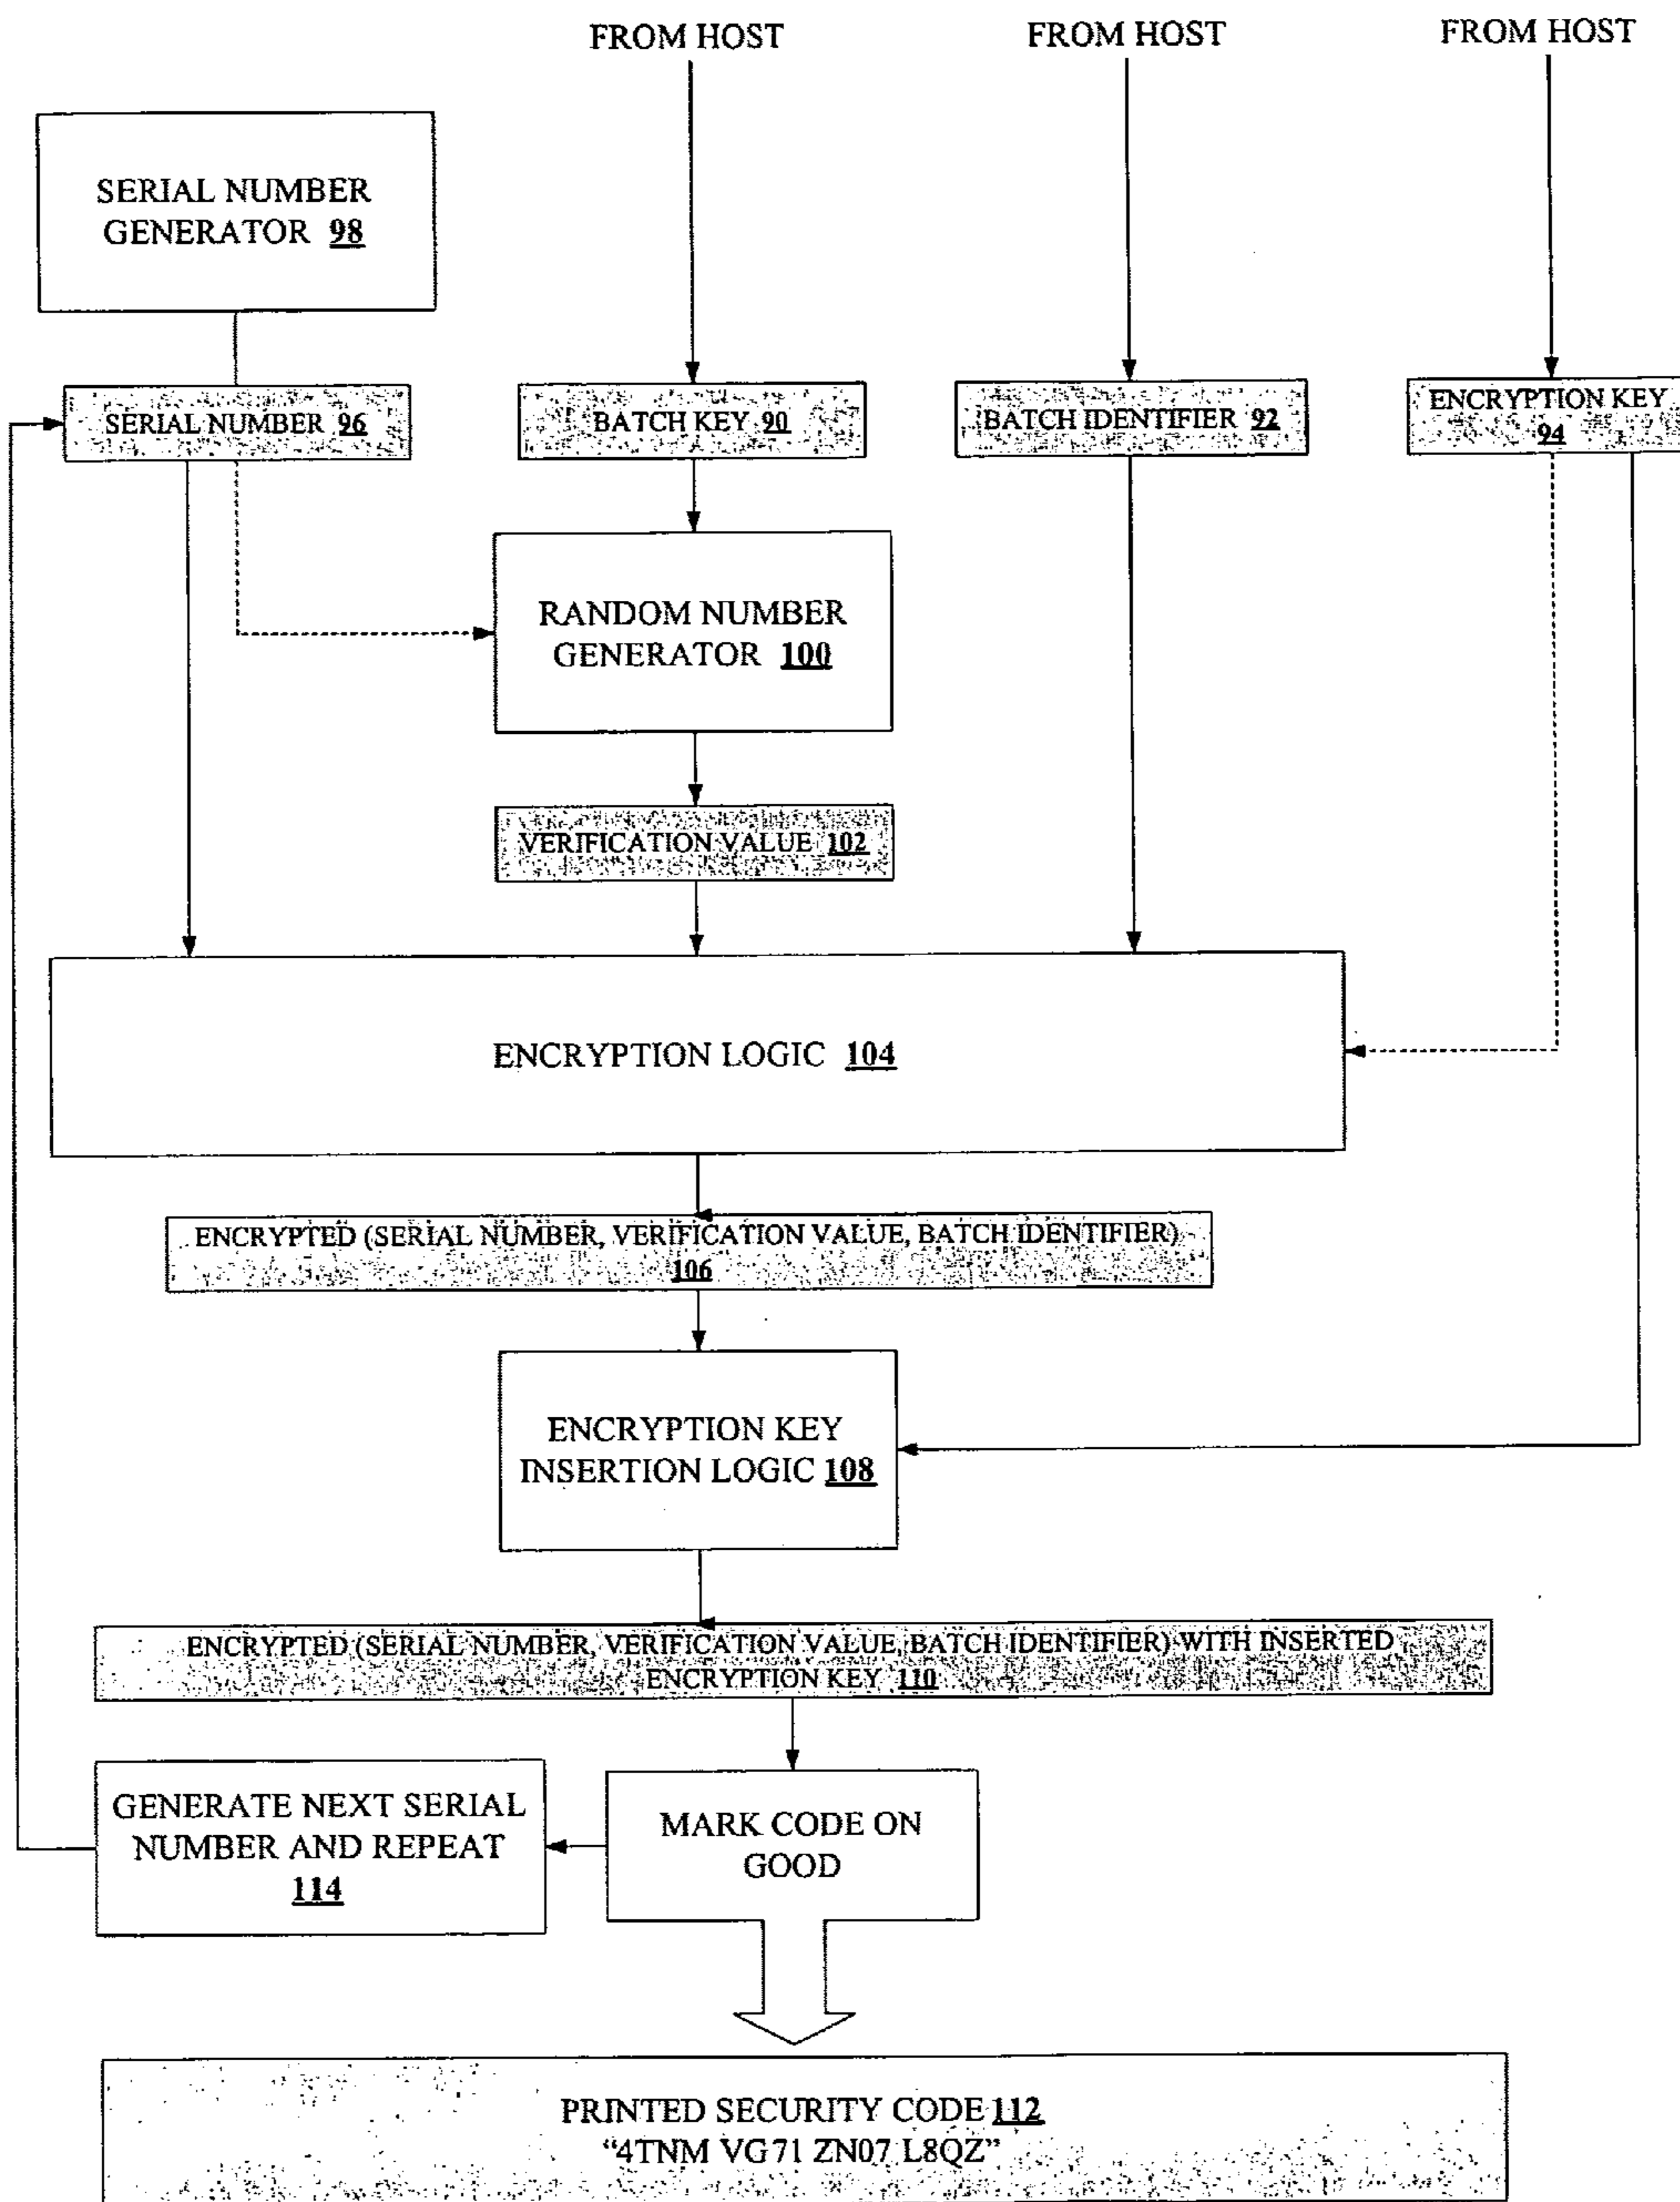 FROM HOST
FROM HOST
FROM HOST
SERIAL NUMBER
GENERATOR 98
SERIAL NUMBER 96
BATCH KEY 90
BATCH IDENTIFIER 92
ENCRYPTION KEY
94
RANDOM NUMBER
GENERATOR 100
VERIFICATION VALUE 102
ENCRYPTION LOGIC 104
ENCRYPTED (SERIAL NUMBER, VERIFICATION VALUE, BATCH IDENTIFIER)
106
ENCRYPTION KEY
INSERTION LOGIC 108
ENCRYPTED (SERIAL NUMBER, VERIFICATION VALUE, BATCH IDENTIFIER) WITH INSERTED
ENCRYPTION KEY 110
GENERATE NEXT SERIAL
NUMBER AND REPEAT
114
MARK CODE ON
GOOD
PRINTED SECURITY CODE 112
“4TNM VG71 ZN07 L8QZ”